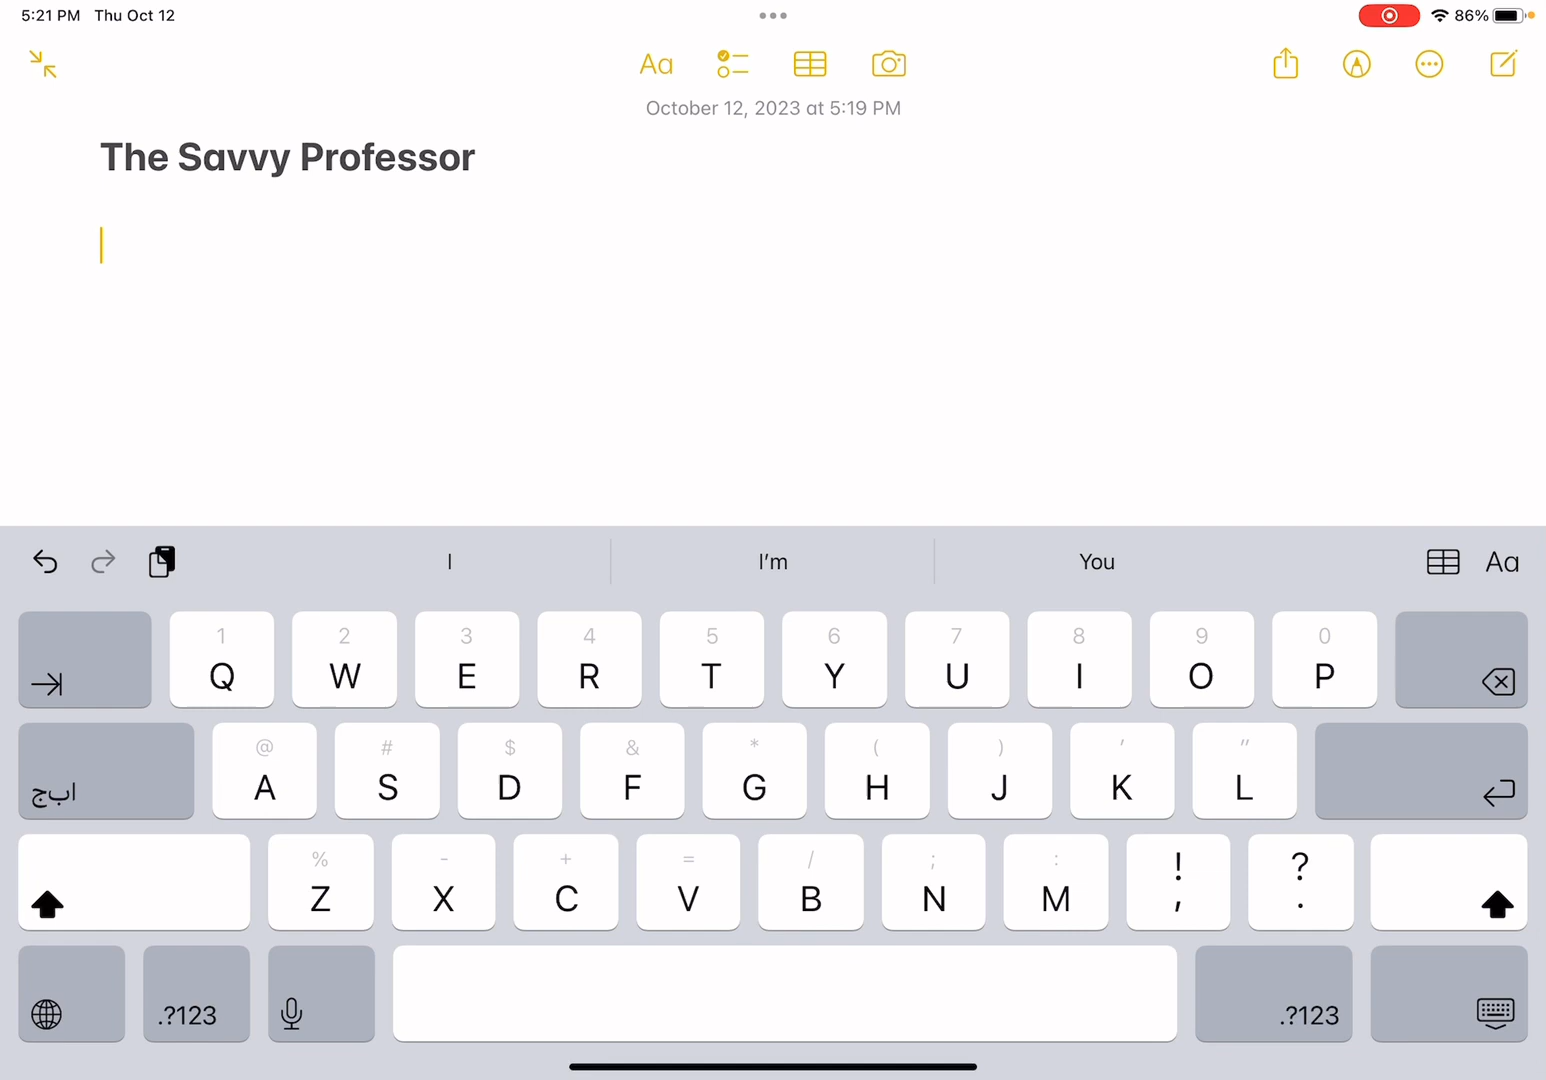 5:21 PM Thu Oct 12
86%
Aa
October 12, 2023 at 5:19 PM
The Savvy Professor
I I'm You Aa
1 2 3 4 5 6 7 8 9 0
Q W E R T Y U I O P
@ # $ & * ( ) ' "
ابج A S D F G H J K L
% - + = / ; : ! ?
Z X C V B N M , .
.?123 .?123